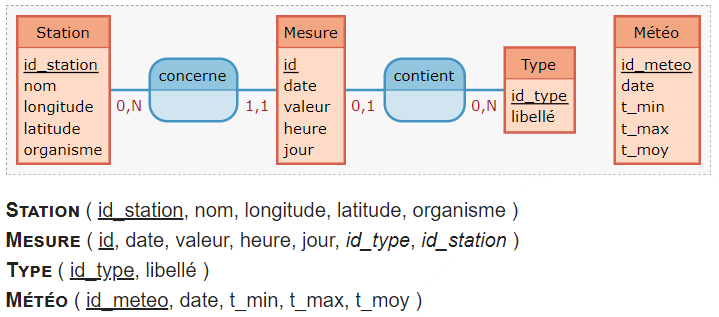 Station
id_station
nom
longitude
latitude
organisme
0,N
concerne
1,1
Mesure
id
date
valeur
heure
jour
0,1
contient
0,N
Type
id_type
libellé
Météo
id_meteo
date
t_min
t_max
t_moy
STATION ( id_station, nom, longitude, latitude, organisme )
MESURE ( id, date, valeur, heure, jour, id_type, id_station )
TYPE ( id_type, libellé )
MÉTÉO ( id_meteo, date, t_min, t_max, t_moy )